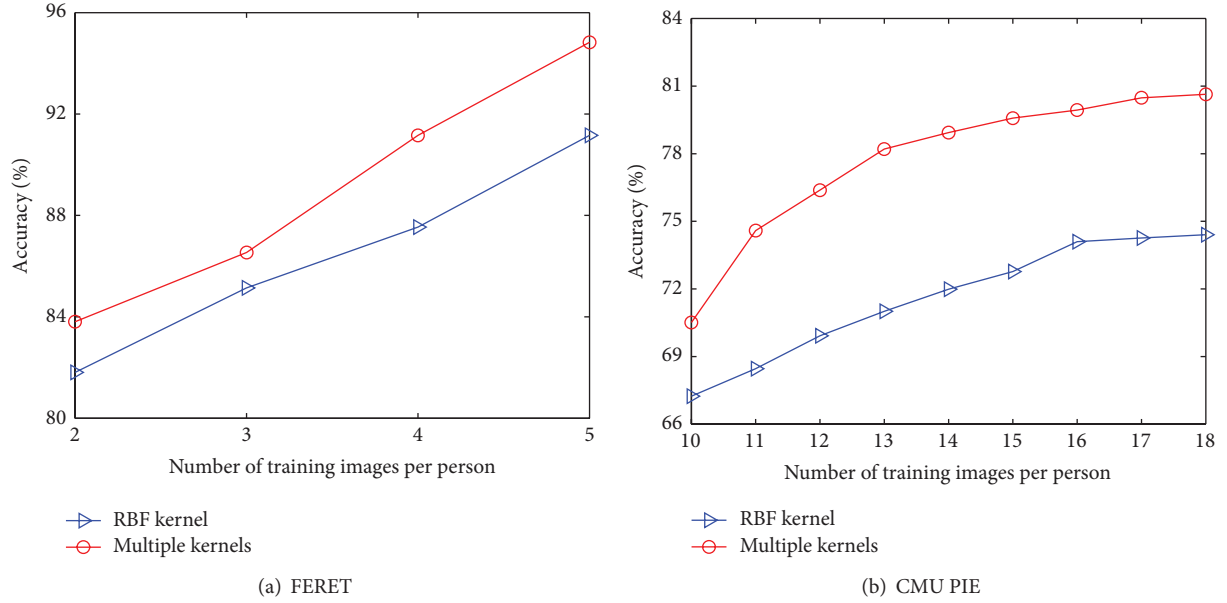 96
92
88
84
80
Accuracy (%)
2 3 4 5
Number of training images per person
RBF kernel
Multiple kernels
(a) FERET
84
81
78
75
72
69
66
Accuracy (%)
10 11 12 13 14 15 16 17 18
Number of training images per person
RBF kernel
Multiple kernels
(b) CMU PIE